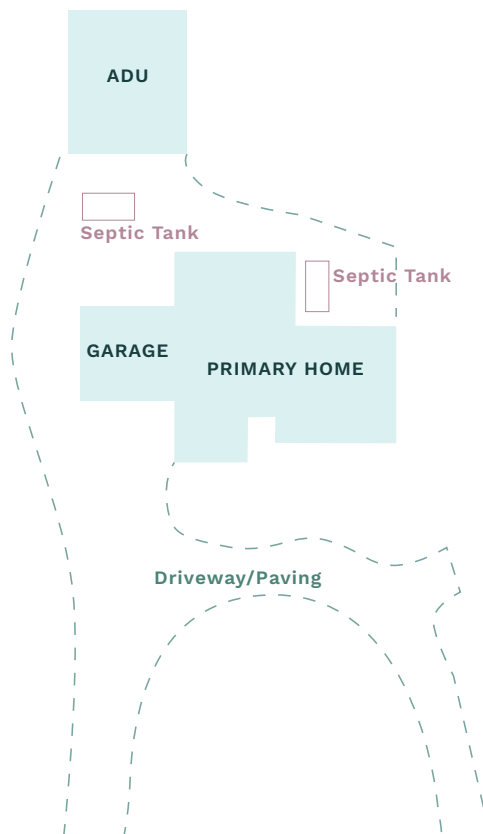 ADU
Septic Tank
Septic Tank
GARAGE
PRIMARY HOME
Driveway/Paving